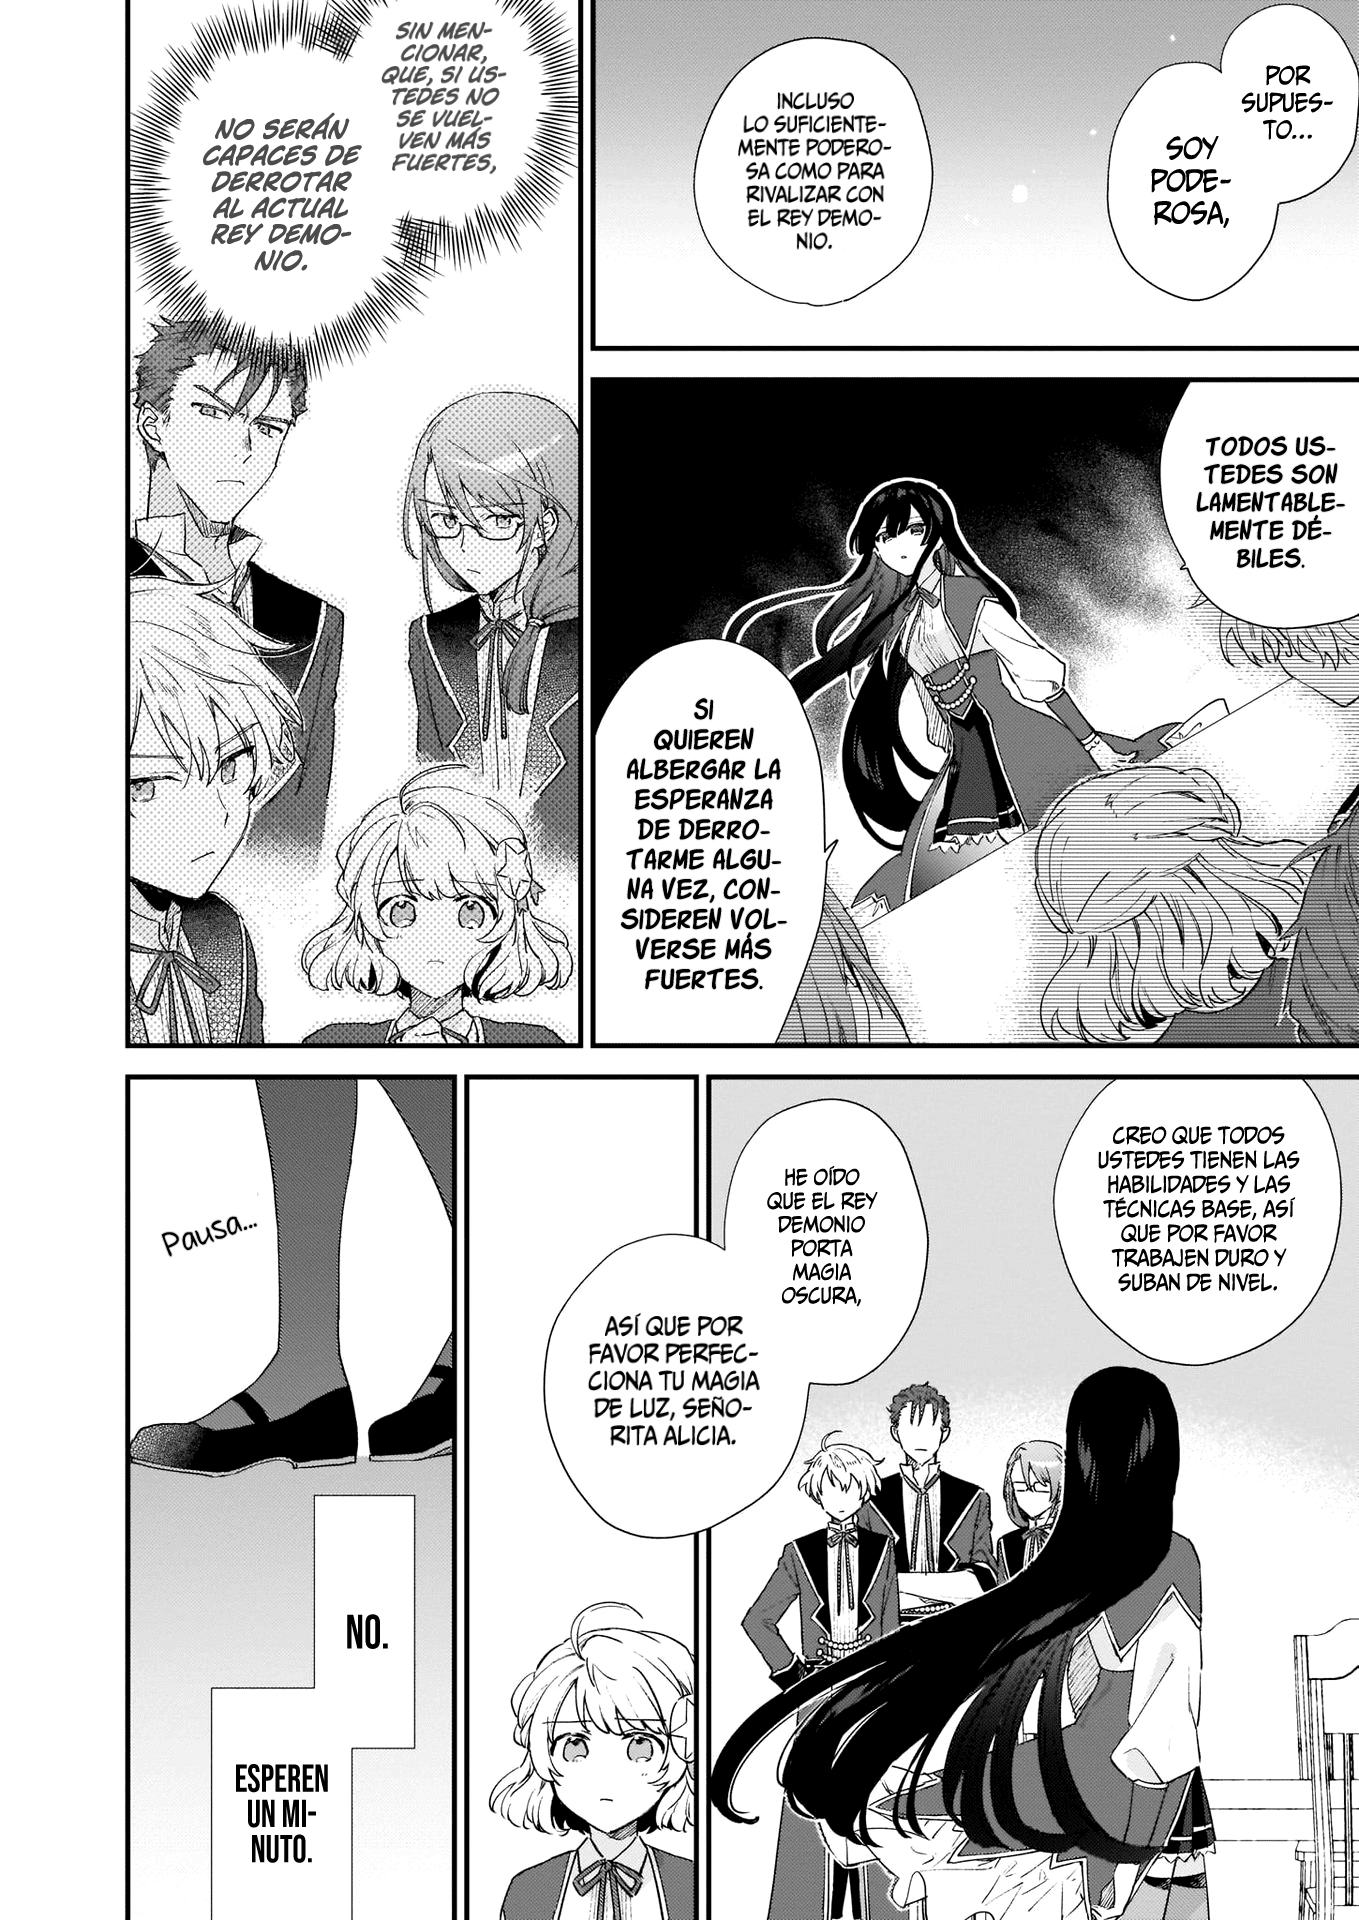 POR
SUPUES-
TO...
SOY
PODE-
ROSA,
INCLUSO
LO SUFICIENTE-
MENTE PODERO-
SA COMO PARA
RIVALIZAR CON
EL REY DEMO-
NIO.
TODOS US-
TEDES SON
LAMENTABLE-
MENTE DÉ-
BILES.
SI
QUIEREN
ALBERGAR LA
ESPERANZA
DE DERRO-
TARME ALGU-
NA VEZ, CON-
SIDEREN VOL-
VERSE MÁS
FUERTES.
SIN MEN-
CIONAR,
QUE, SI US-
TEDES NO
SE VUEL-
VEN MÁS
FUERTES,
NO SERÁN
CAPACES DE
DERROTAR
AL ACTUAL
REY DEMO-
NIO.
CREO QUE TODOS
USTEDES TIENEN LAS
HABILIDADES Y LAS
TÉCNICAS BASE, ASÍ
QUE POR FAVOR
TRABAJEN DURO Y
SUBAN DE NIVEL.
HE OÍDO
QUE EL REY
DEMONIO
PORTA
MAGIA
OSCURA,
ASÍ QUE POR
FAVOR PERFEC-
CIONA TU MAGIA
DE LUZ, SEÑO-
RITA ALICIA.
Pausa...
NO.
ESPEREN
UN MI-
NUTO.